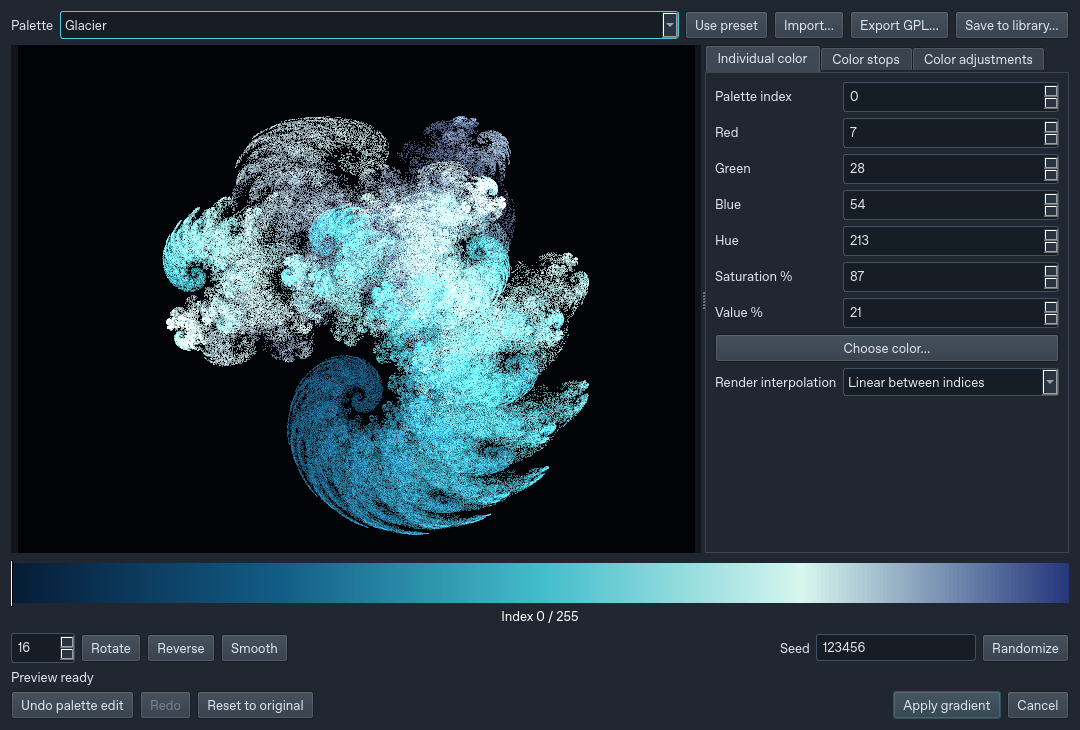 Palette Glacier Use preset Import... Export GPL... Save to library...
Individual color Color stops Color adjustments
Palette index 0
Red 7
Green 28
Blue 54
Hue 213
Saturation % 87
Value % 21
Choose color...
Render interpolation Linear between indices
Index 0 / 255
16 Rotate Reverse Smooth Seed 123456 Randomize
Preview ready
Undo palette edit Redo Reset to original Apply gradient Cancel